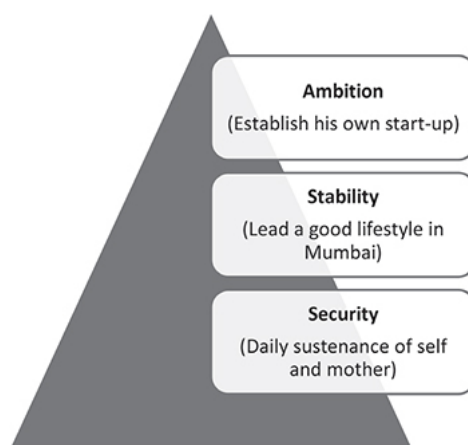 Ambition
(Establish his own start-up)
Stability
(Lead a good lifestyle in
Mumbai)
Security
(Daily sustenance of self
and mother)